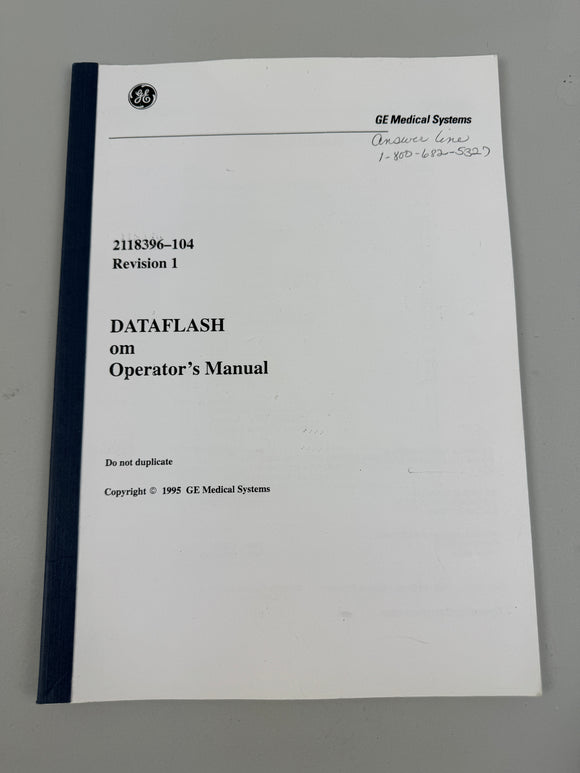 GE
GE Medical Systems
Answer line
1-800-682-5327
2118396–104
Revision 1
DATAFLASH
om
Operator’s Manual
Do not duplicate
Copyright © 1995 GE Medical Systems